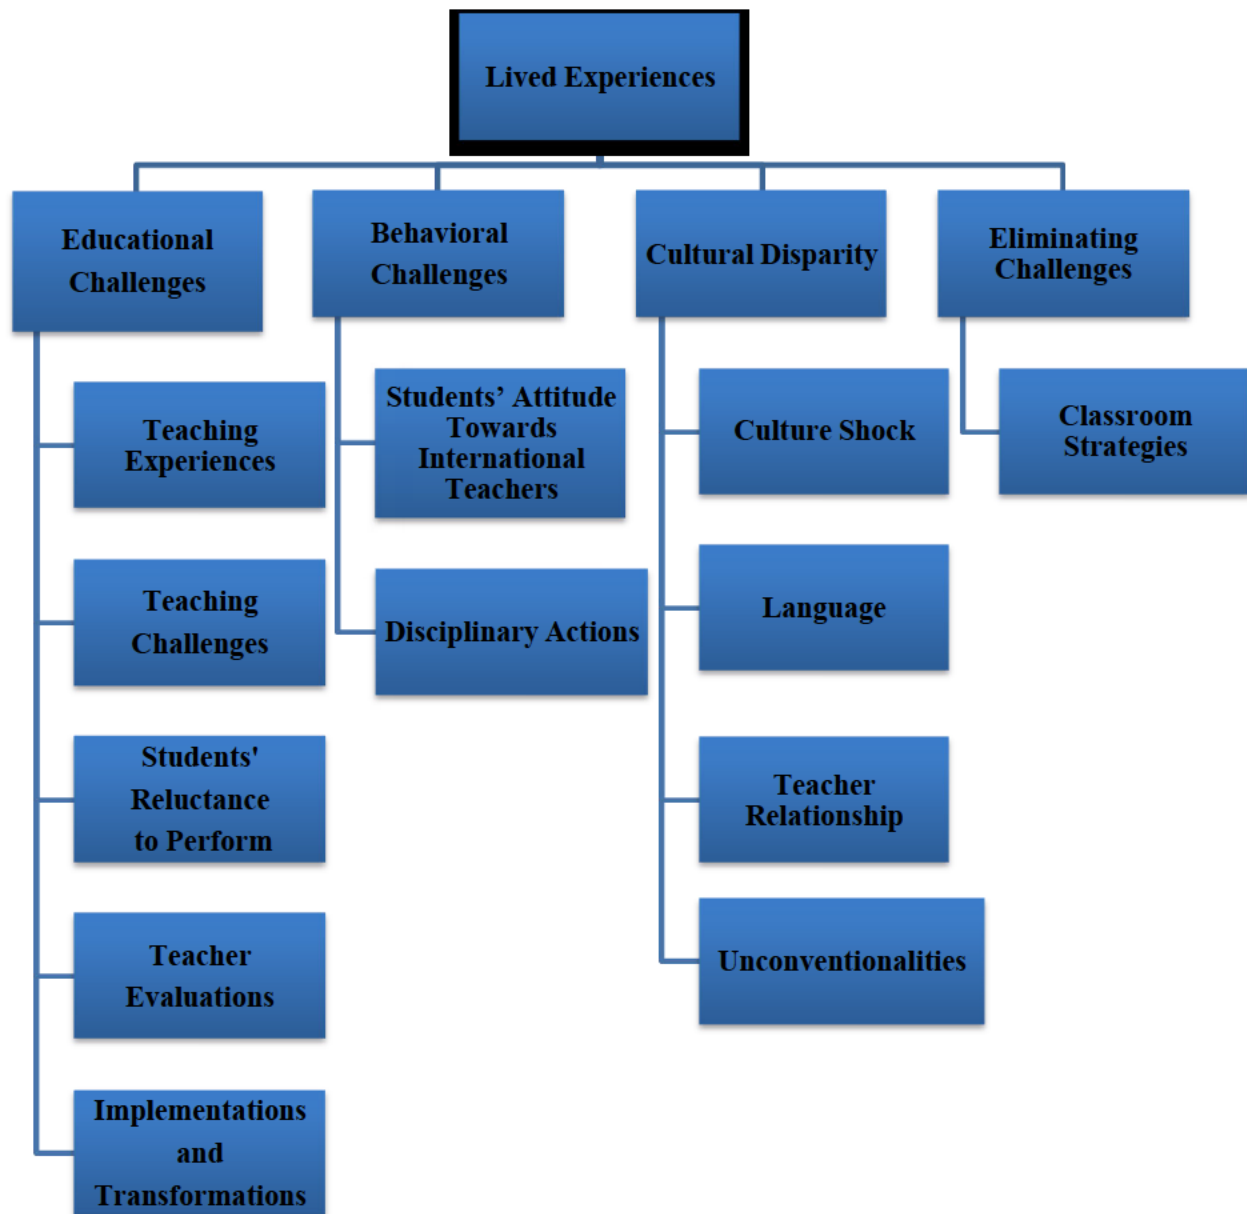 Lived Experiences
Educational
Challenges
Teaching
Experiences
Teaching
Challenges
Students'
Reluctance
to Perform
Teacher
Evaluations
Implementations
and
Transformations
Behavioral
Challenges
Students’ Attitude
Towards
International
Teachers
Disciplinary Actions
Cultural Disparity
Culture Shock
Language
Teacher
Relationship
Unconventionalities
Eliminating
Challenges
Classroom
Strategies